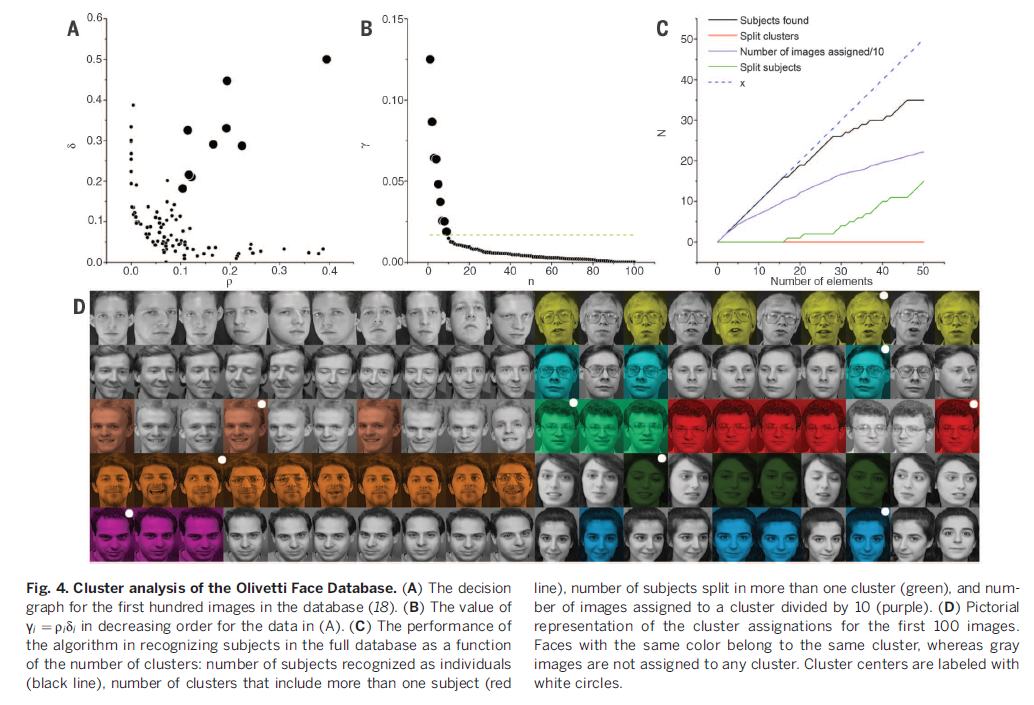 A
0.6
0.5
0.4
0.3
0.2
0.1
0.0
δ
0.0 0.1 0.2 0.3 0.4
ρ
B
0.15
0.10
0.05
0.00
γ
0 20 40 60 80 100
n
C
Subjects found
Split clusters
Number of images assigned/10
Split subjects
x
50
40
30
20
10
0
N
0 10 20 30 40 50
Number of elements
D
Fig. 4. Cluster analysis of the Olivetti Face Database. (A) The decision
graph for the first hundred images in the database (18). (B) The value of
γi = ρiδi in decreasing order for the data in (A). (C) The performance of
the algorithm in recognizing subjects in the full database as a function
of the number of clusters: number of subjects recognized as individuals
(black line), number of clusters that include more than one subject (red
line), number of subjects split in more than one cluster (green), and num-
ber of images assigned to a cluster divided by 10 (purple). (D) Pictorial
representation of the cluster assignations for the first 100 images.
Faces with the same color belong to the same cluster, whereas gray
images are not assigned to any cluster. Cluster centers are labeled with
white circles.